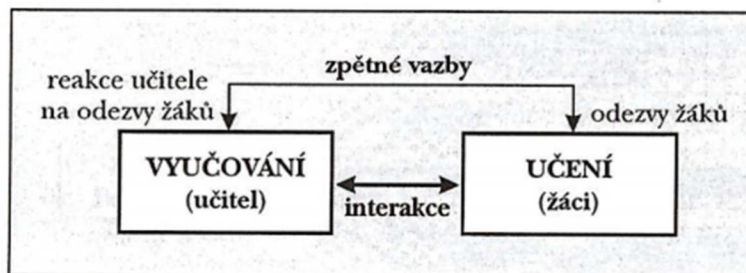 zpětné vazby
reakce učitele
na odezvy žáků
odezvy žáků
VYUČOVÁNÍ
(učitel)
interakce
UČENÍ
(žáci)